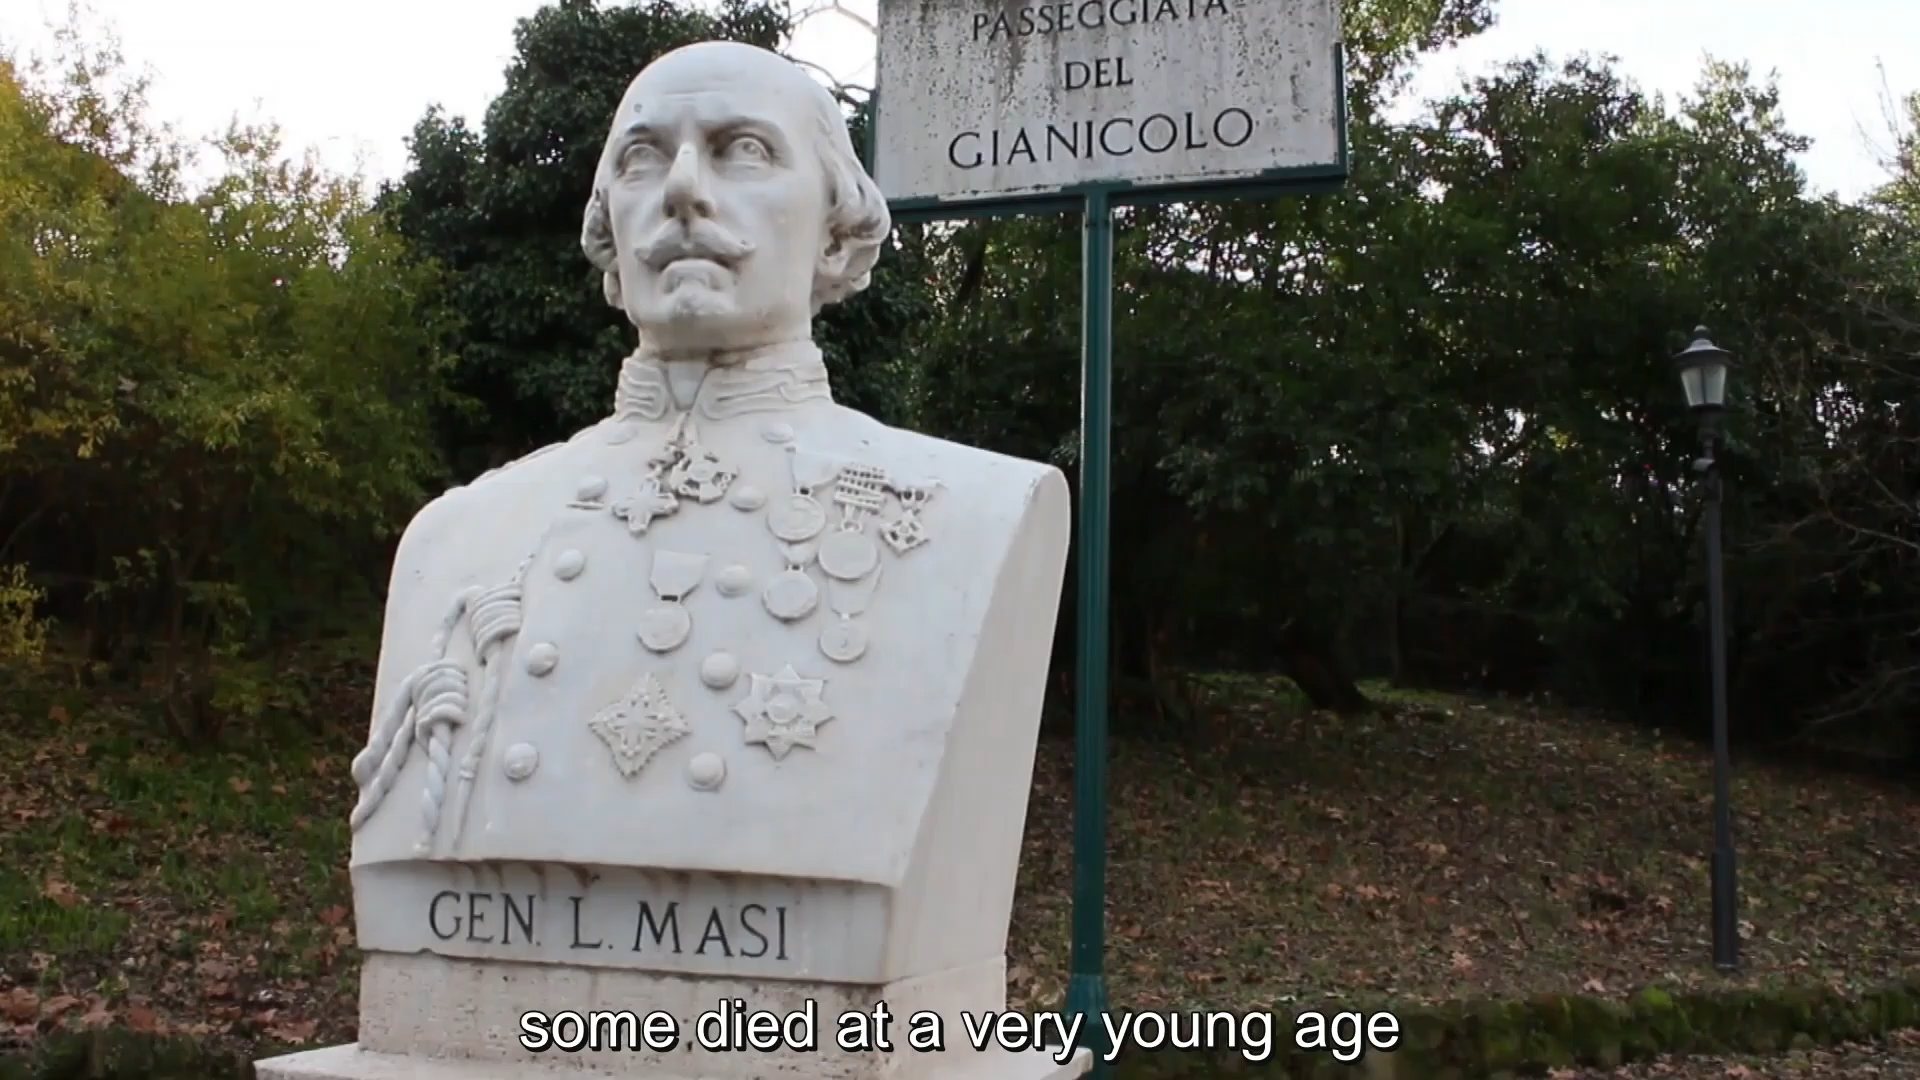 PASSEGGIATA
DEL
GIANICOLO
GEN. L. MASI
some died at a very young age